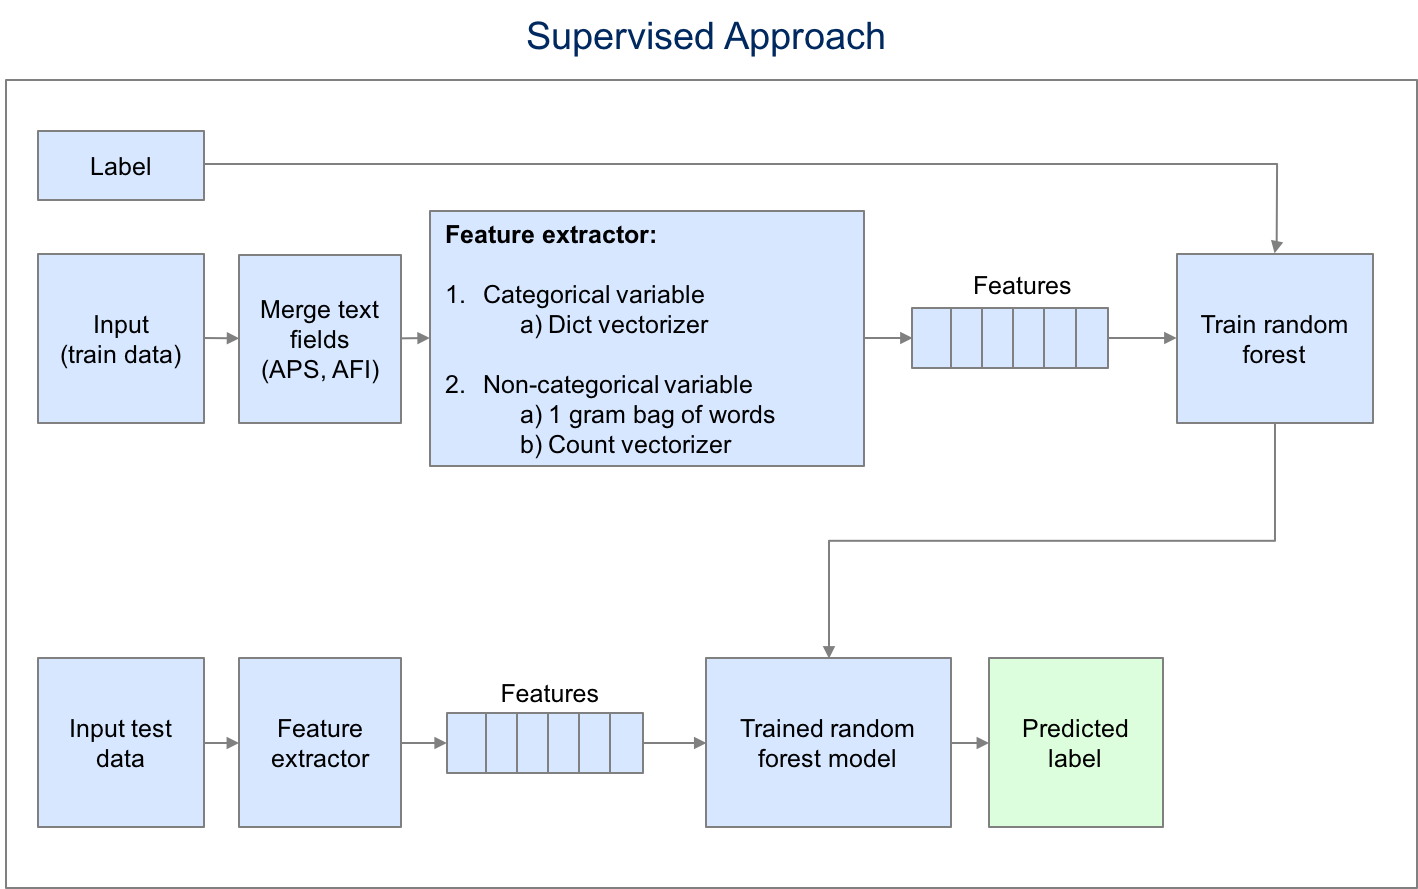 Supervised Approach
Label
Input
(train data)
Merge text
fields
(APS, AFI)
Feature extractor:
1. Categorical variable
a) Dict vectorizer
2. Non-categorical variable
a) 1 gram bag of words
b) Count vectorizer
Features
Train random
forest
Input test
data
Feature
extractor
Features
Trained random
forest model
Predicted
label